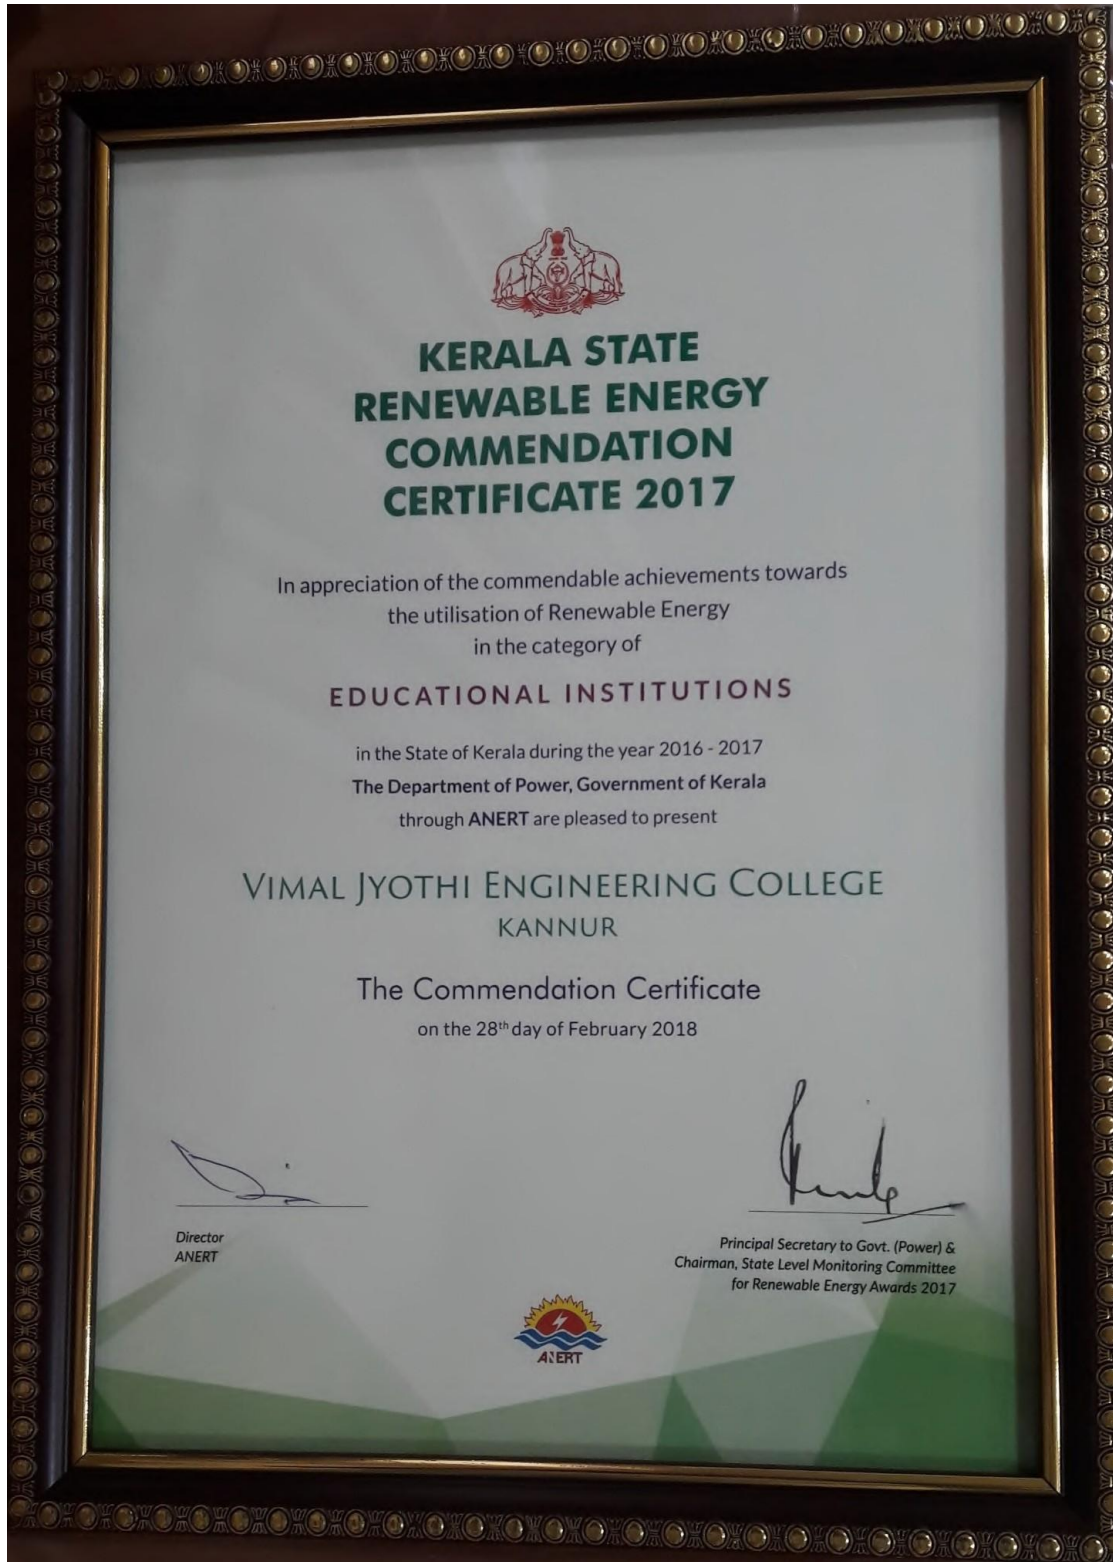 KERALA STATE
RENEWABLE ENERGY
COMMENDATION
CERTIFICATE 2017
In appreciation of the commendable achievements towards
the utilisation of Renewable Energy
in the category of
EDUCATIONAL INSTITUTIONS
in the State of Kerala during the year 2016 - 2017
The Department of Power, Government of Kerala
through ANERT are pleased to present
VIMAL JYOTHI ENGINEERING COLLEGE
KANNUR
The Commendation Certificate
on the 28th day of February 2018
Director
ANERT
Principal Secretary to Govt. (Power) &
Chairman, State Level Monitoring Committee
for Renewable Energy Awards 2017
ANERT